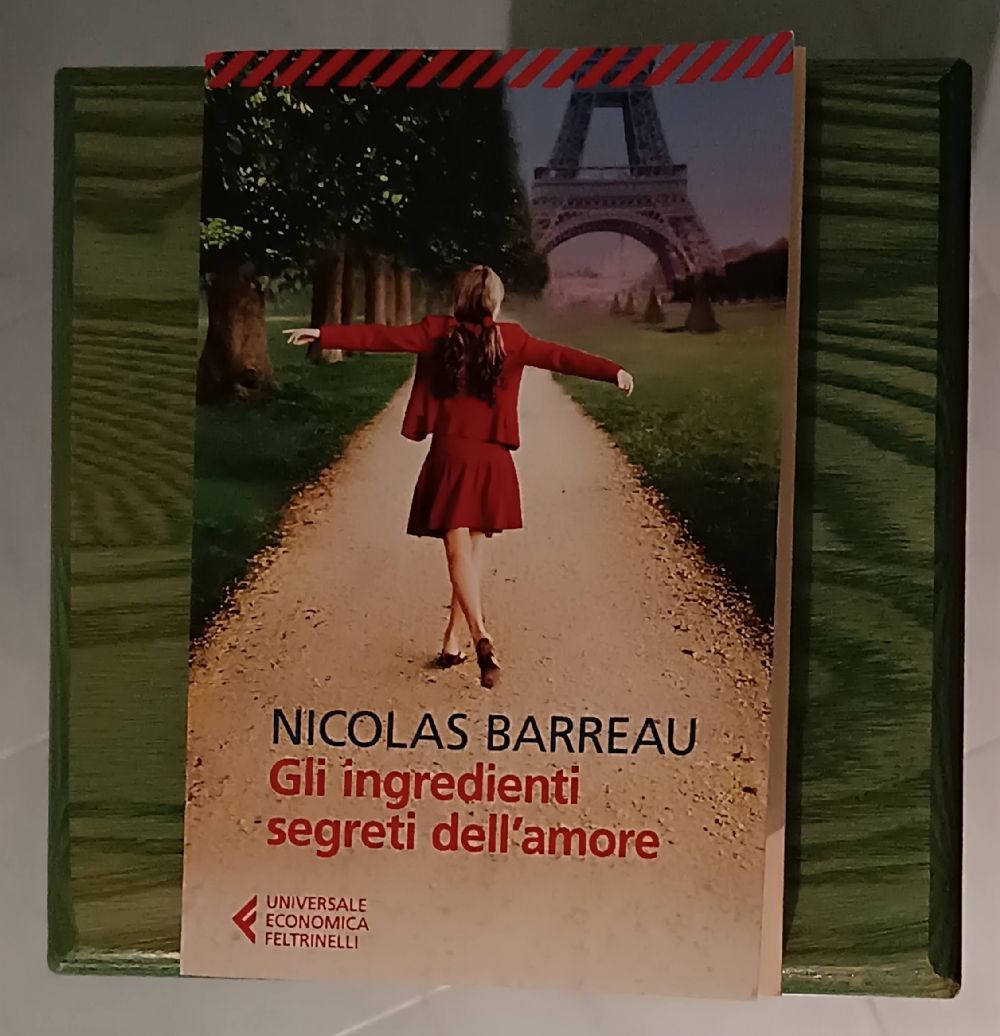 NICOLAS BARREAU
Gli ingredienti
segreti dell'amore
UNIVERSALE
ECONOMICA
FELTRINELLI